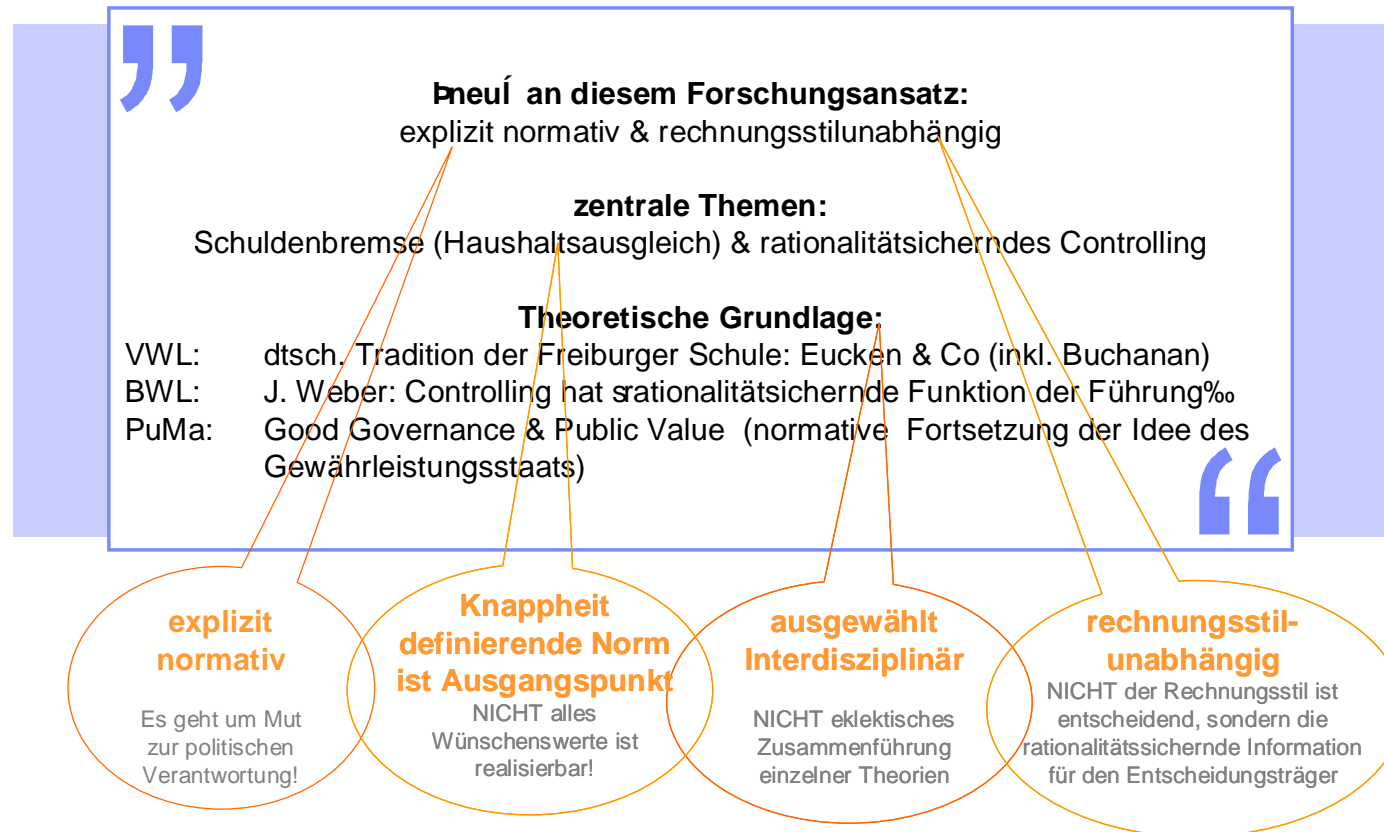 ”
ÞneuÍ an diesem Forschungsansatz:
explizit normativ & rechnungsstilunabhängig
zentrale Themen:
Schuldenbremse (Haushaltsausgleich) & rationalitätsicherndes Controlling
Theoretische Grundlage:
VWL: dtsch. Tradition der Freiburger Schule: Eucken & Co (inkl. Buchanan)
BWL: J. Weber: Controlling hat srationalitätsichernde Funktion der Führung‰
PuMa: Good Governance & Public Value (normative Fortsetzung der Idee des
Gewährleistungsstaats)
“
explizit
normativ
Es geht um Mut
zur politischen
Verantwortung!
Knappheit
definierende Norm
ist Ausgangspunkt
NICHT alles
Wünschenswerte ist
realisierbar!
ausgewählt
Interdisziplinär
NICHT eklektisches
Zusammenführung
einzelner Theorien
rechnungsstil-
unabhängig
NICHT der Rechnungsstil ist
entscheidend, sondern die
rationalitätssichernde Information
für den Entscheidungsträger